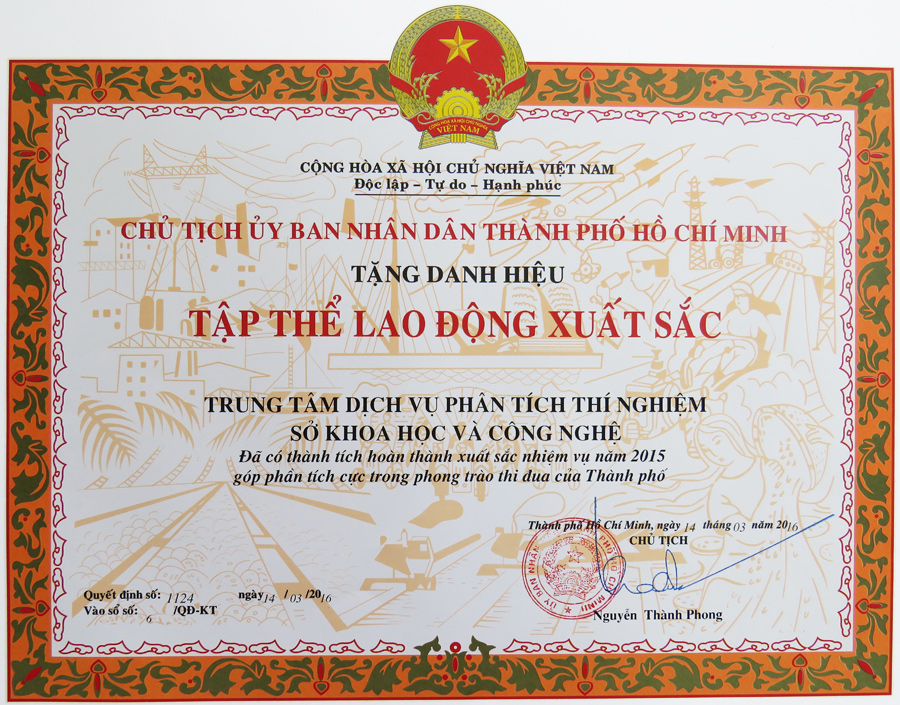 CỘNG HÒA XÃ HỘI CHỦ NGHĨA
VIỆT NAM
CỘNG HÒA XÃ HỘI CHỦ NGHĨA VIỆT NAM
Độc lập - Tự do - Hạnh phúc
CHỦ TỊCH ỦY BAN NHÂN DÂN THÀNH PHỐ HỒ CHÍ MINH
TẶNG DANH HIỆU
TẬP THỂ LAO ĐỘNG XUẤT SẮC
TRUNG TÂM DỊCH VỤ PHÂN TÍCH THÍ NGHIỆM
SỞ KHOA HỌC VÀ CÔNG NGHỆ
Đã có thành tích hoàn thành xuất sắc nhiệm vụ năm 2015
góp phần tích cực trong phong trào thi đua của Thành phố
Thành phố Hồ Chí Minh, ngày 14 tháng 03 năm 2016
CHỦ TỊCH
Quyết định số: 1124 ngày 14 / 03 /2016
Vào sổ số: 6 /QĐ-KT
Nguyễn Thành Phong